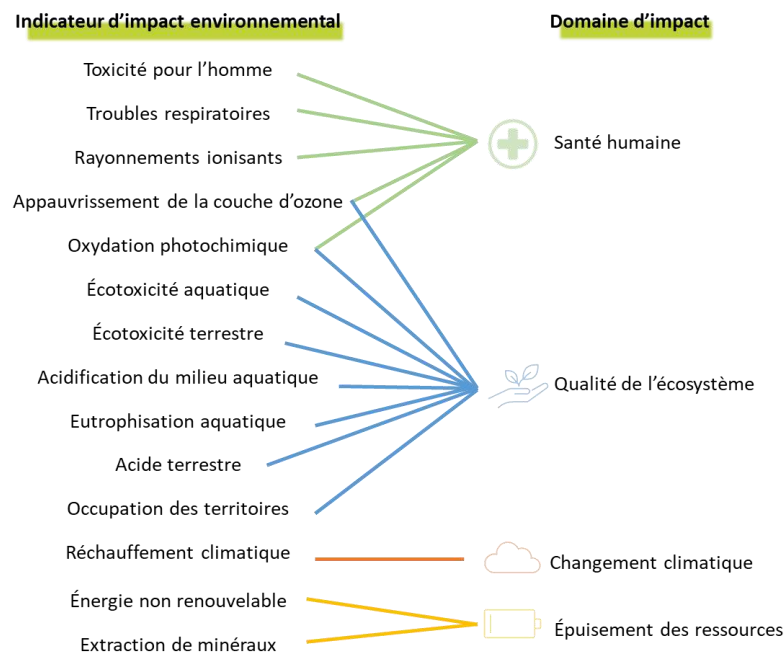 Indicateur d’impact environnemental
Domaine d’impact
Toxicité pour l’homme
Troubles respiratoires
Rayonnements ionisants
Appauvrissement de la couche d’ozone
Oxydation photochimique
Écotoxicité aquatique
Écotoxicité terrestre
Acidification du milieu aquatique
Eutrophisation aquatique
Acide terrestre
Occupation des territoires
Réchauffement climatique
Énergie non renouvelable
Extraction de minéraux
Santé humaine
Qualité de l’écosystème
Changement climatique
Épuisement des ressources